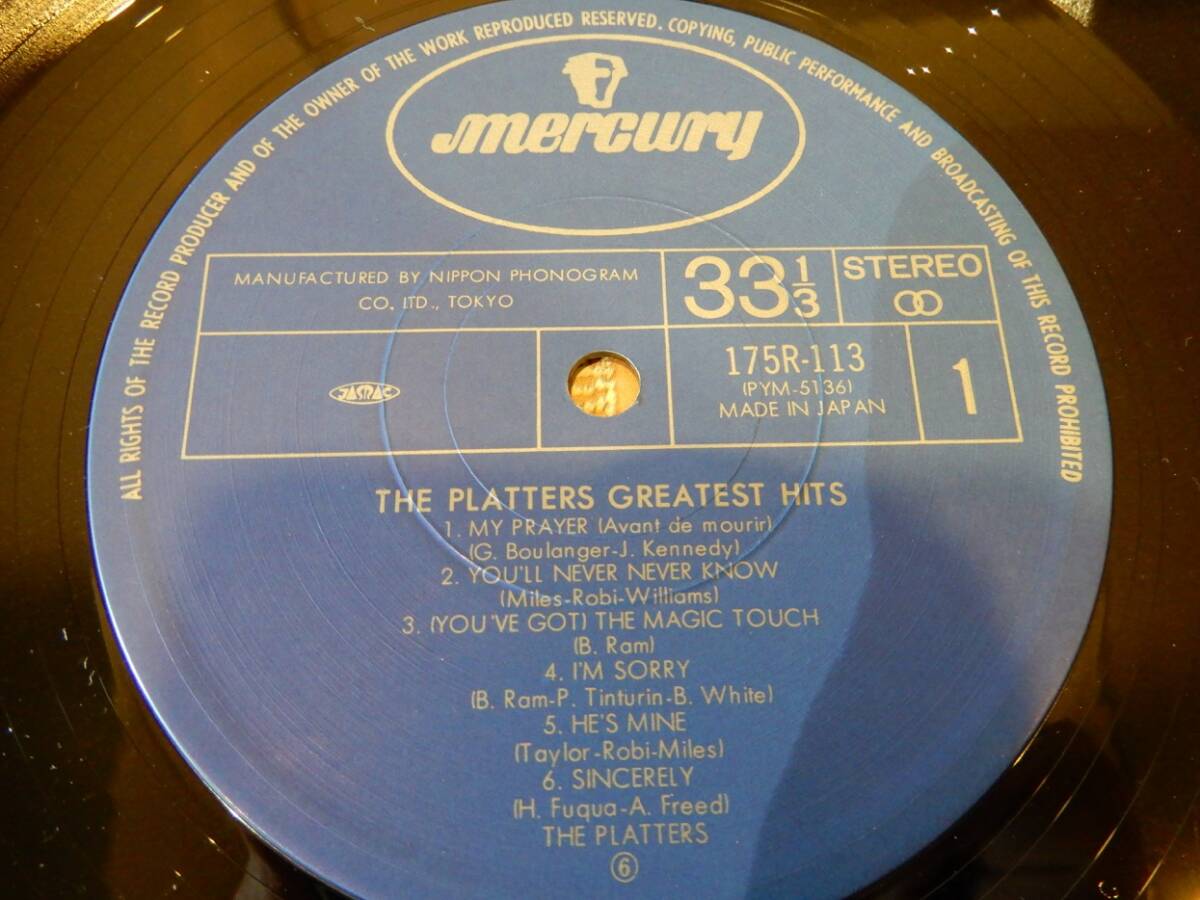 ALL RIGHTS OF THE RECORD PRODUCER AND OF THE OWNER OF THE WORK REPRODUCED RESERVED. COPYING, PUBLIC PERFORMANCE AND BROADCASTING OF THIS RECORD PROHIBITED
mercury
MANUFACTURED BY NIPPON PHONOGRAM
CO. LTD., TOKYO
33 1/3
STEREO
JASRAC
175R-113
(PYM-5136)
MADE IN JAPAN
1
THE PLATTERS GREATEST HITS
1. MY PRAYER (Avant de mourir)
(G. Boulanger-J. Kennedy)
2. YOU'LL NEVER NEVER KNOW
(Miles-Robi-Williams)
3. (YOU'VE GOT) THE MAGIC TOUCH
(B. Ram)
4. I'M SORRY
(B. Ram-P. Tinturin-B. White)
5. HE'S MINE
(Taylor-Robi-Miles)
6. SINCERELY
(H. Fuqua-A. Freed)
THE PLATTERS
⑥